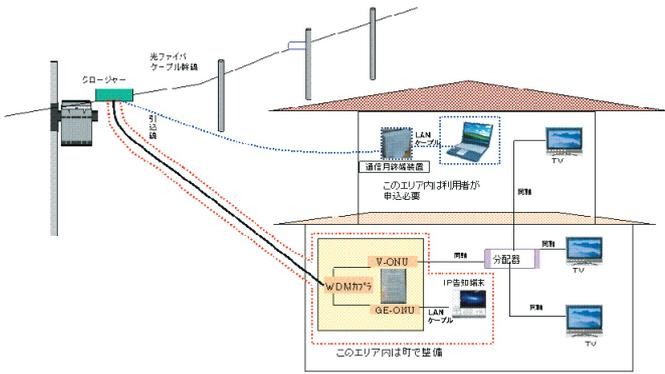 光ファイバ
ケーブル幹線
クロージャー
引込線
LAN
ケーブル
通信用終端装置
TV
このエリア内は利用者が
申込必要
同軸
V-ONU
同軸
分配器
同軸
TV
WDMカプラ
IP告知端末
同軸
GE-ONU
LAN
ケーブル
TV
このエリア内は町で整備